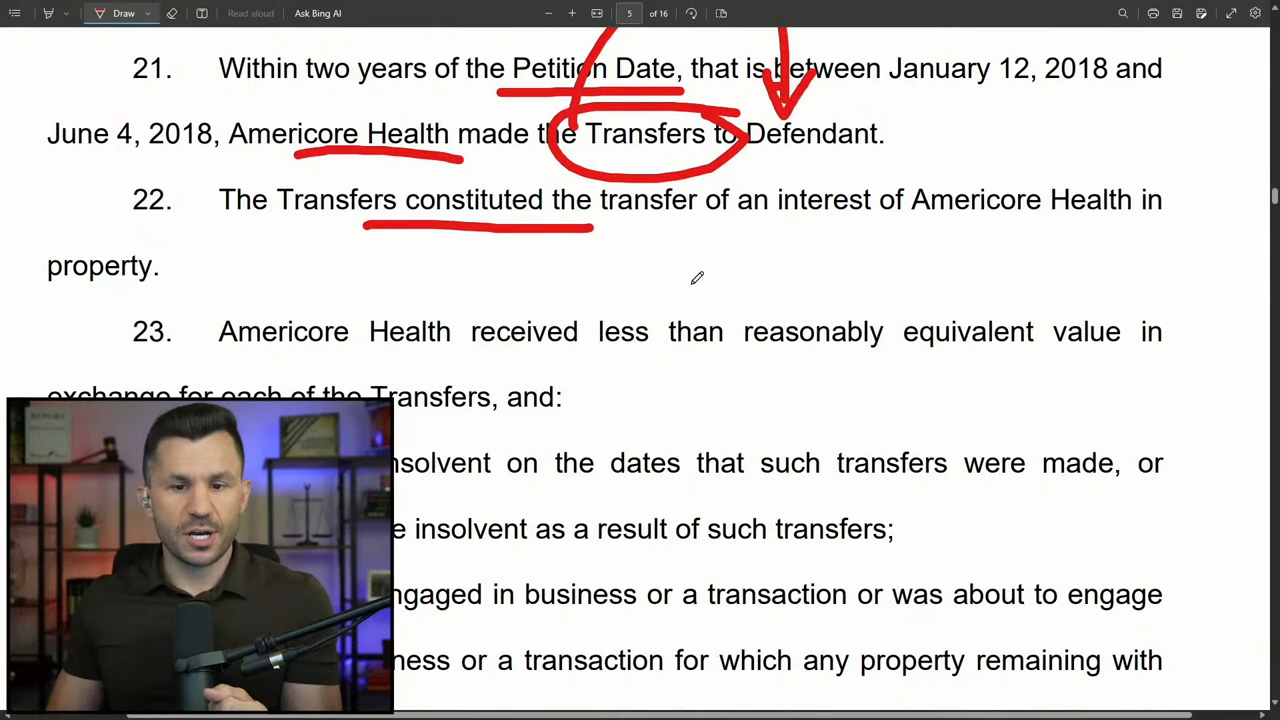 Draw
Read aloud
Ask Bing AI
5 of 16
21. Within two years of the Petition Date, that is between January 12, 2018 and
June 4, 2018, Americore Health made the Transfers to Defendant.
22. The Transfers constituted the transfer of an interest of Americore Health in
property.
23. Americore Health received less than reasonably equivalent value in
exchange for each of the Transfers, and:
nsolvent on the dates that such transfers were made, or
e insolvent as a result of such transfers;
ngaged in business or a transaction or was about to engage
ness or a transaction for which any property remaining with